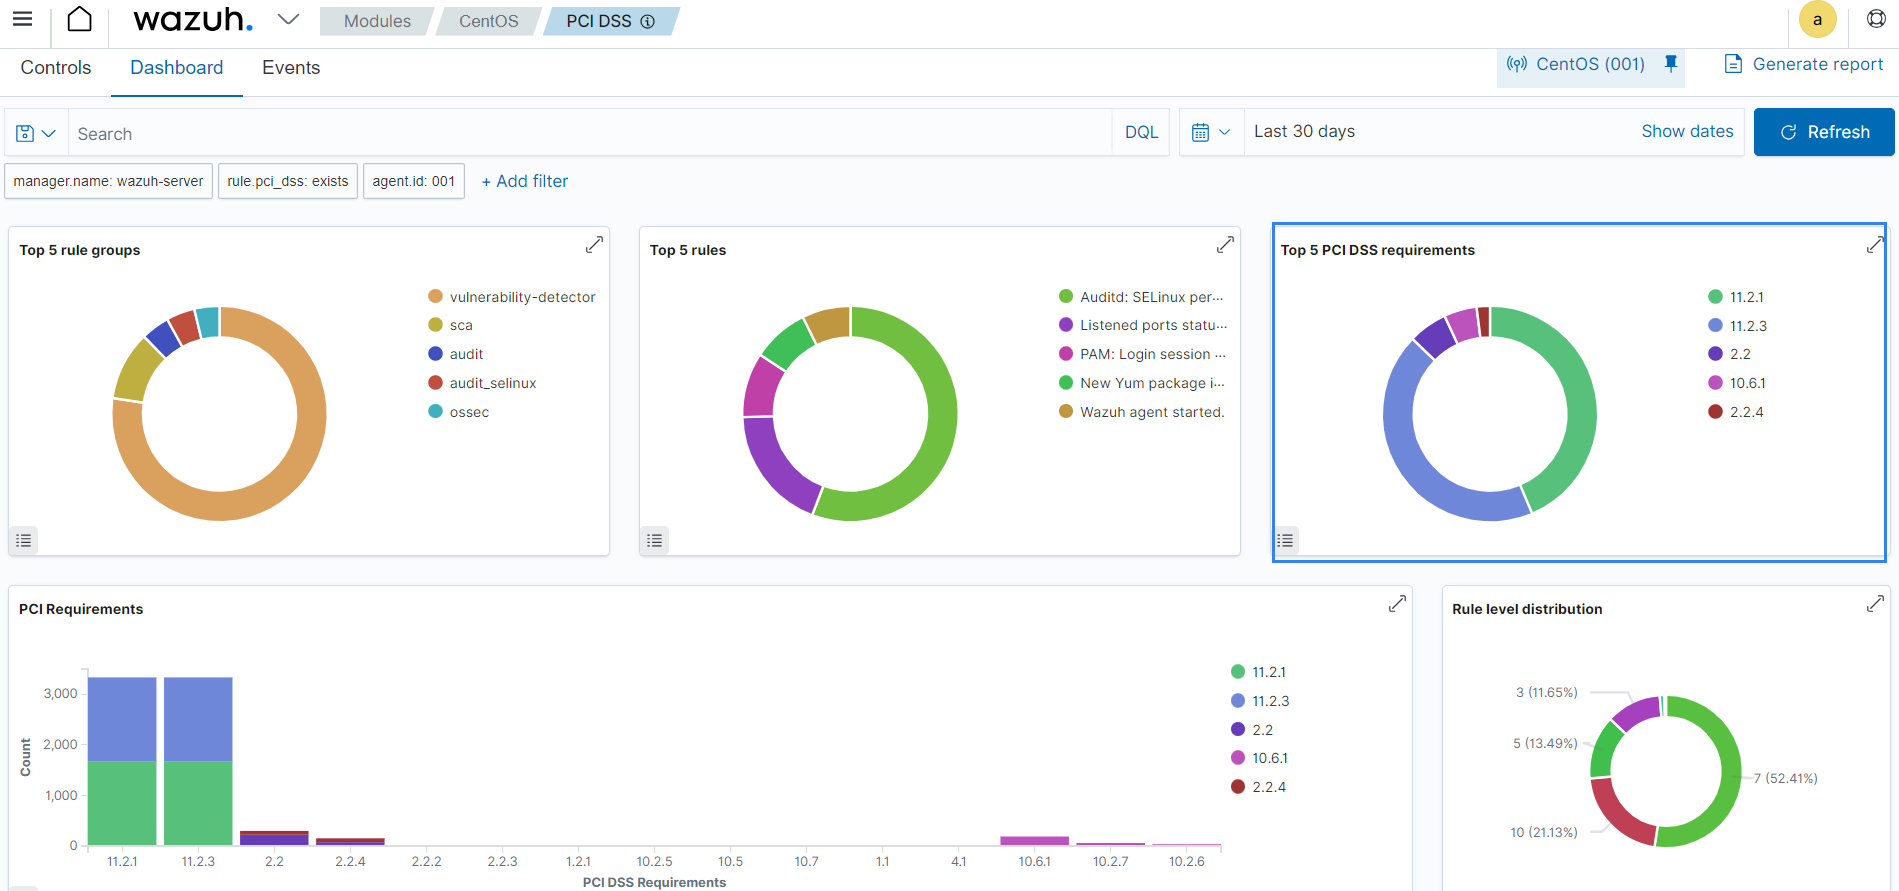 wazuh.
Modules
CentOS
PCI DSS
a
Controls
Dashboard
Events
CentOS (001)
Generate report
Search
DQL
Last 30 days
Show dates
Refresh
manager.name: wazuh-server
rule.pci_dss: exists
agent.id: 001
+ Add filter
Top 5 rule groups
vulnerability-detector
sca
audit
audit_selinux
ossec
Top 5 rules
Auditd: SELinux per...
Listened ports statu...
PAM: Login session ...
New Yum package i...
Wazuh agent started.
Top 5 PCI DSS requirements
11.2.1
11.2.3
2.2
10.6.1
2.2.4
PCI Requirements
3,000
2,000
1,000
0
Count
11.2.1
11.2.3
2.2
2.2.4
2.2.2
2.2.3
1.2.1
10.2.5
10.5
10.7
1.1
4.1
10.6.1
10.2.7
10.2.6
PCI DSS Requirements
11.2.1
11.2.3
2.2
10.6.1
2.2.4
Rule level distribution
3 (11.65%)
5 (13.49%)
7 (52.41%)
10 (21.13%)